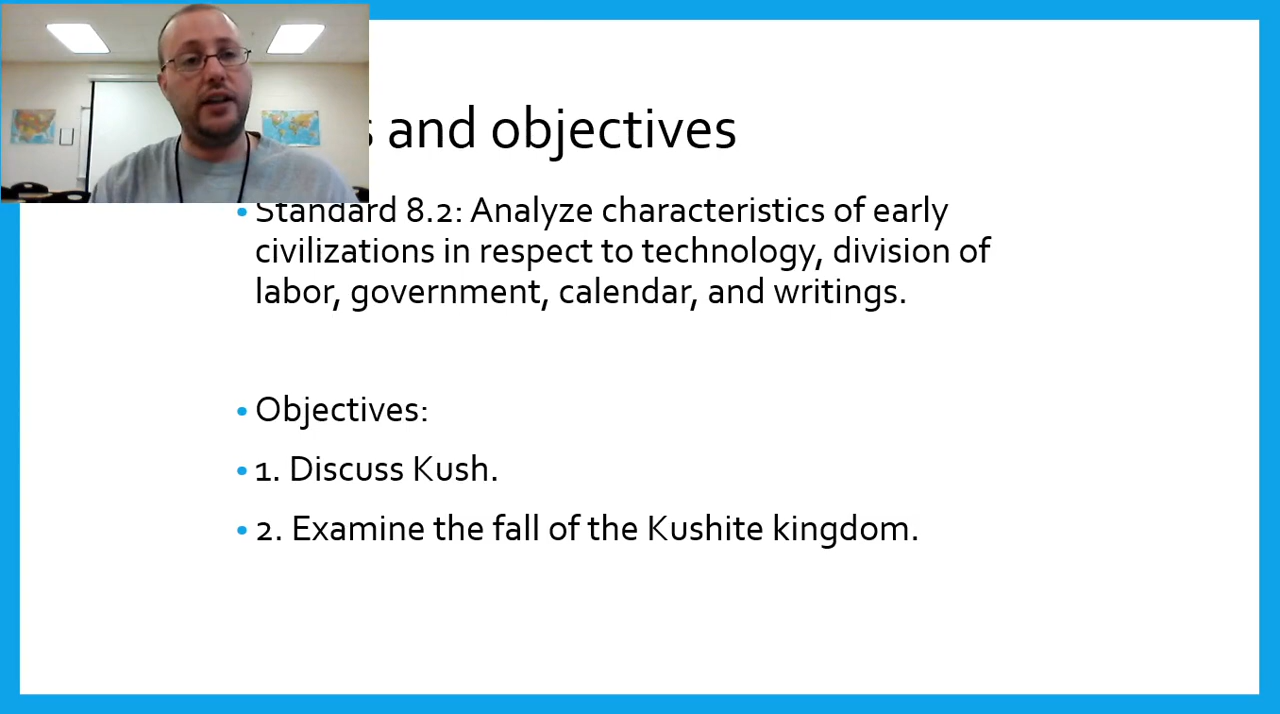 and objectives
• Standard 8.2: Analyze characteristics of early
civilizations in respect to technology, division of
labor, government, calendar, and writings.
• Objectives:
• 1. Discuss Kush.
• 2. Examine the fall of the Kushite kingdom.